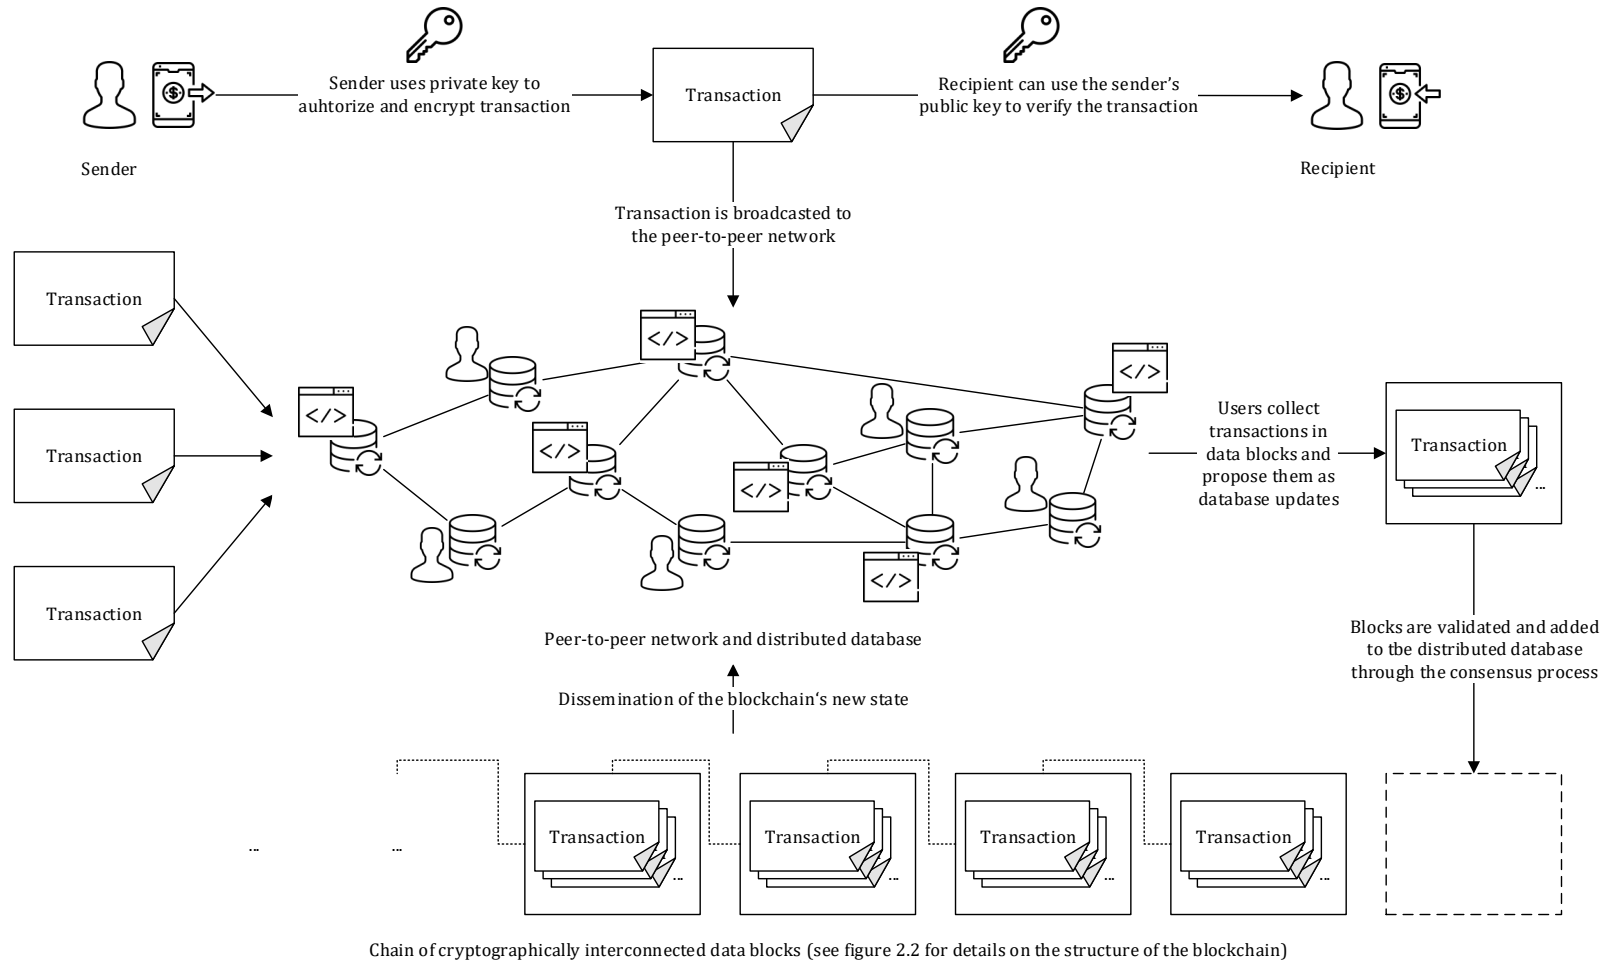 Sender uses private key to
auhtorize and encrypt transaction
Transaction
Recipient can use the sender's
public key to verify the transaction
Sender
Recipient
Transaction is broadcasted to
the peer-to-peer network
Transaction
Transaction
Transaction
</>
</>
</>
</>
</>
</>
Users collect
transactions in
data blocks and
propose them as
database updates
Transaction
...
Peer-to-peer network and distributed database
Blocks are validated and added
to tbe distributed database
through the consensus process
Dissemination of the blockchain‘s new state
...
...
Transaction
...
Transaction
...
Transaction
...
Transaction
...
Chain of cryptographically interconnected data blocks (see figure 2.2 for details on the structure of the blockchain)